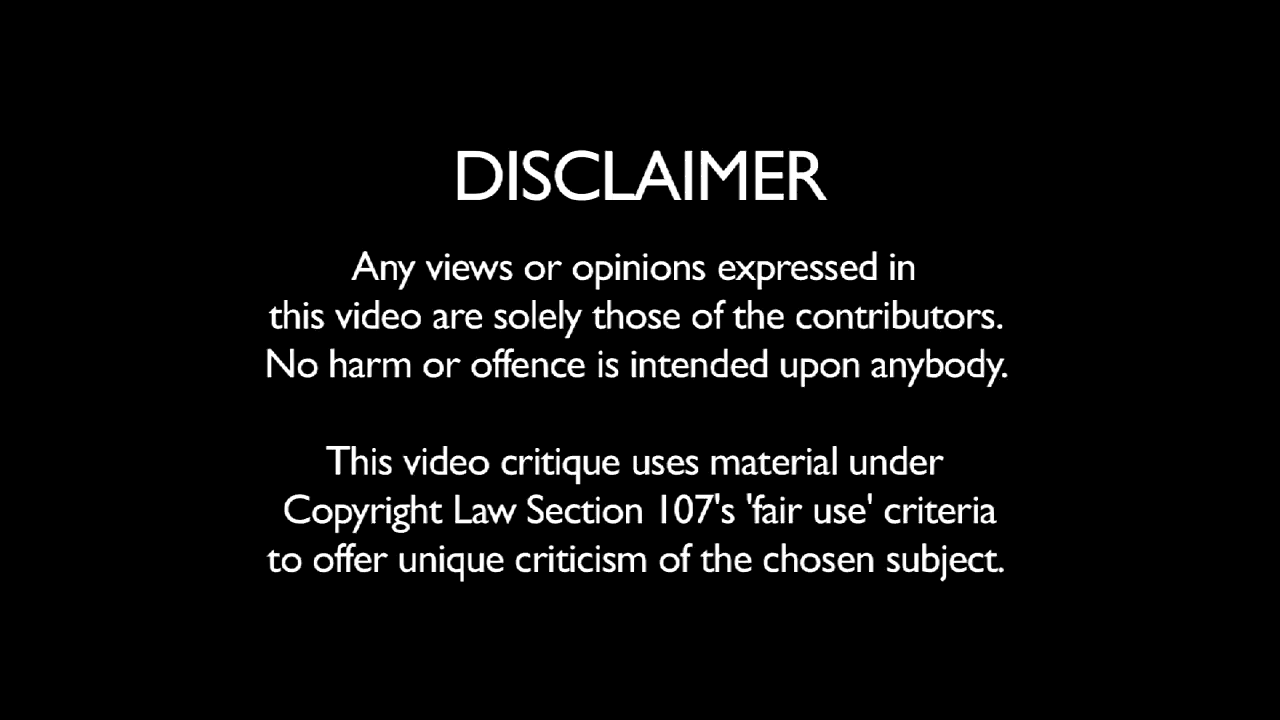 DISCLAIMER
Any views or opinions expressed in
this video are solely those of the contributors.
No harm or offence is intended upon anybody.
This video critique uses material under
Copyright Law Section 107's 'fair use' criteria
to offer unique criticism of the chosen subject.